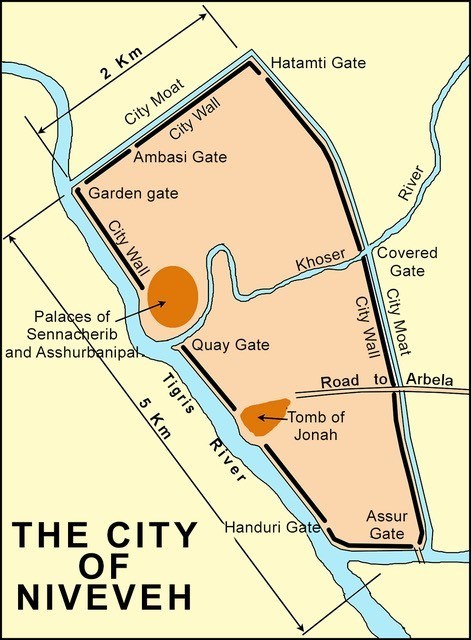 2 Km
Hatamti Gate
City Moat
City Wall
Ambasi Gate
Garden gate
City Wall
Khoser River
Covered
Gate
Palaces of
Sennacherib
and Asshurbanipal
Quay Gate
City Wall
City Moat
Tigris River
Road to Arbela
Tomb of
Jonah
5 Km
Handuri Gate
Assur
Gate
THE CITY
OF
NIVEVEH